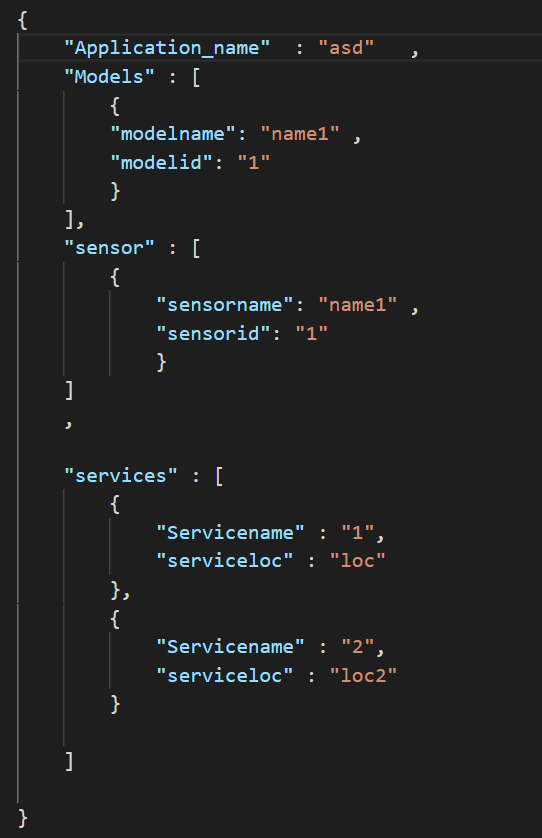 {
    "Application_name"  : "asd"   ,
    "Models" : [
        {
        "modelname": "name1" ,
        "modelid": "1"
        }
    ],
    "sensor" : [
        {
            "sensorname": "name1" ,
            "sensorid": "1"
            }
    ]
    ,
    "services" : [
        {
            "Servicename" : "1",
            "serviceloc" : "loc"
        },
        {
            "Servicename" : "2",
            "serviceloc" : "loc2"
        }
    ]
}